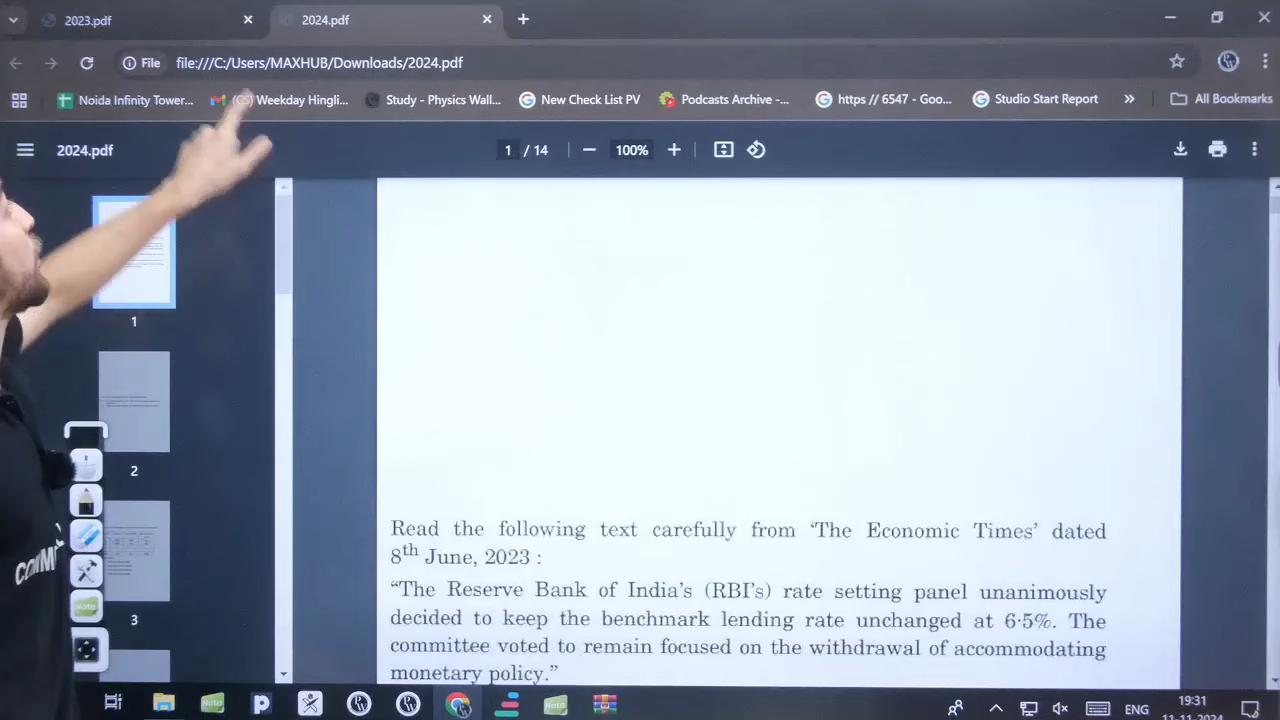 2023.pdf
2024.pdf
File file:///C:/Users/MAXHUB/Downloads/2024.pdf
Noida Infinity Tower... Weekday Hingli... Study - Physics Wall... New Check List PV Podcasts Archive -... https // 6547 - Goo... Studio Start Report » All Bookmarks
2024.pdf 1 / 14 100%
1
2
3
Read the following text carefully from ‘The Economic Times’ dated
8th June, 2023 :
“The Reserve Bank of India’s (RBI’s) rate setting panel unanimously
decided to keep the benchmark lending rate unchanged at 6·5%. The
committee voted to remain focused on the withdrawal of accommodating
monetary policy.”
Nota
Nota
Nota
ENG
19:31